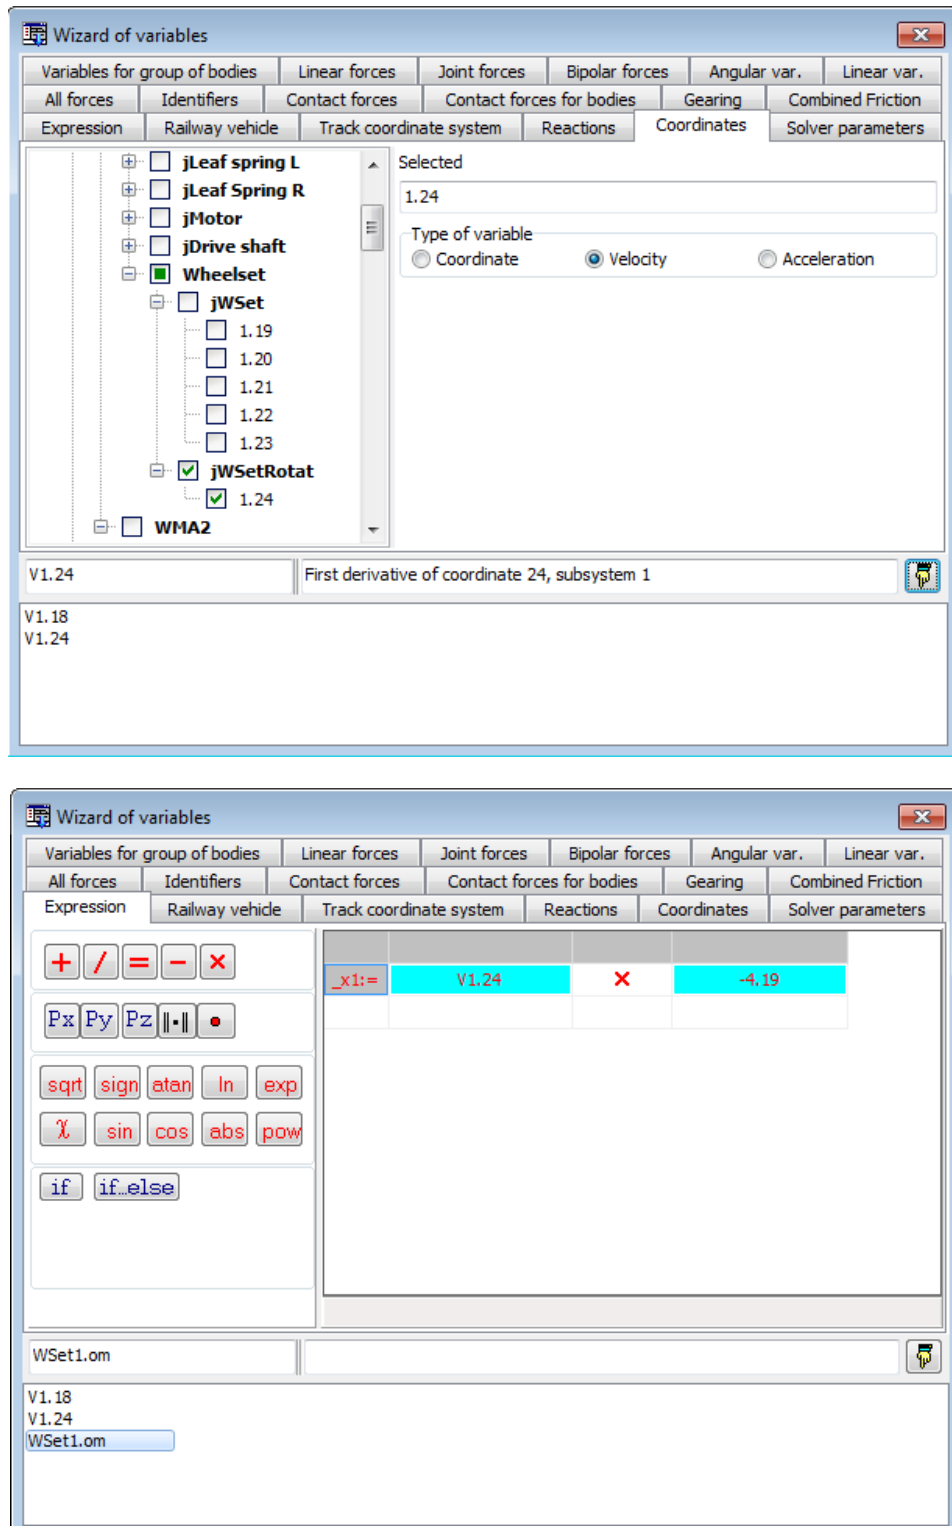 Wizard of variables
Variables for group of bodies Linear forces Joint forces Bipolar forces Angular var. Linear var.
All forces Identifiers Contact forces Contact forces for bodies Gearing Combined Friction
Expression Railway vehicle Track coordinate system Reactions Coordinates Solver parameters
jLeaf spring L
jLeaf Spring R
jMotor
jDrive shaft
Wheelset
jWSet
1.19
1.20
1.21
1.22
1.23
jWSetRotat
1.24
WMA2
Selected
1.24
Type of variable
Coordinate Velocity Acceleration
V1.24 First derivative of coordinate 24, subsystem 1
V1.18
V1.24
Wizard of variables
Variables for group of bodies Linear forces Joint forces Bipolar forces Angular var. Linear var.
All forces Identifiers Contact forces Contact forces for bodies Gearing Combined Friction
Expression Railway vehicle Track coordinate system Reactions Coordinates Solver parameters
+ / = − ×
Px Py Pz ‖•‖ •
sqrt sign atan ln exp
χ sin cos abs pow
if if…else
_x1:= V1.24 × -4.19
WSet1.om
V1.18
V1.24
WSet1.om